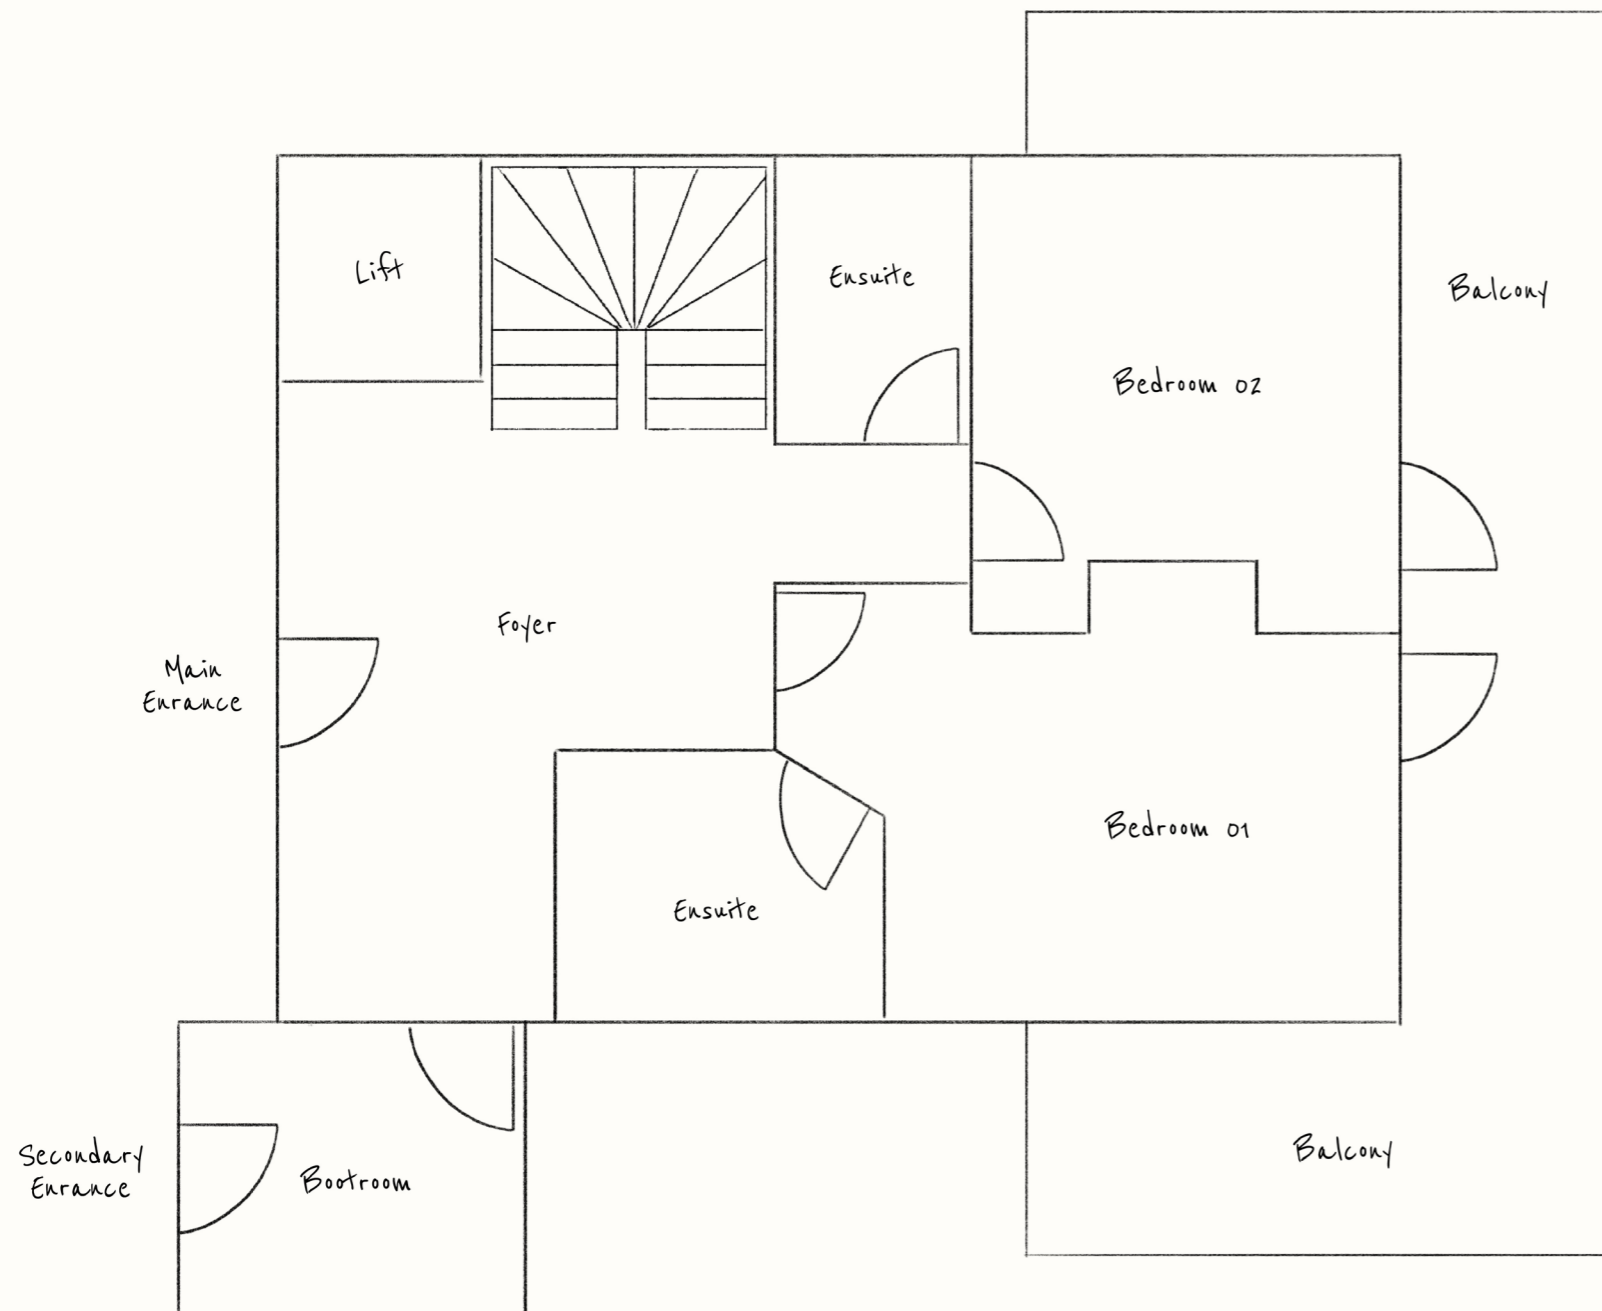 Lift
Ensuite
Balcony
Bedroom 02
Foyer
Main
Enrance
Bedroom 01
Ensuite
Secondary
Enrance
Bootroom
Balcony